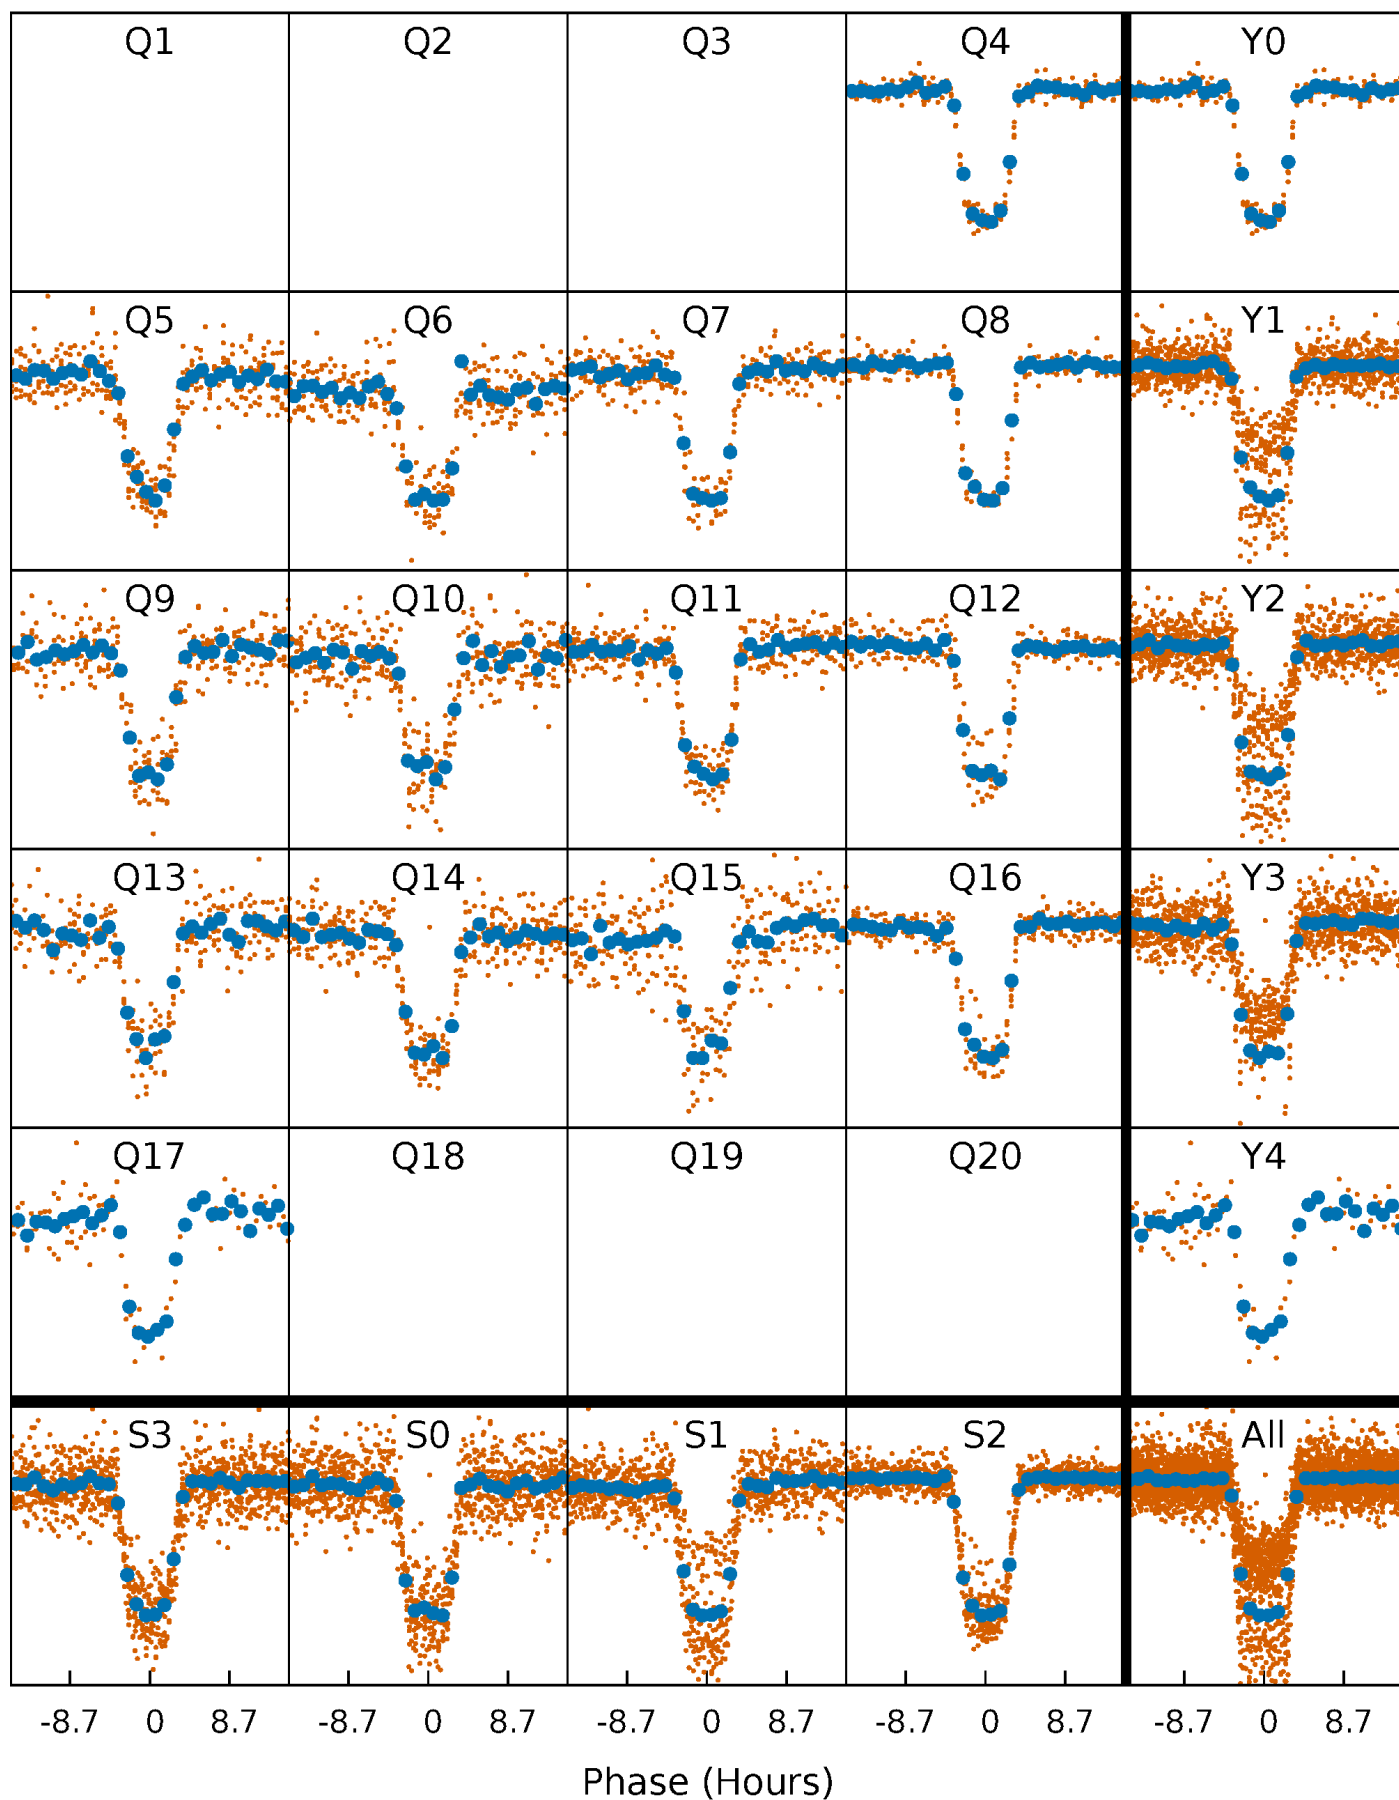 Q1 Q2 Q3 Q4 Y0
Q5 Q6 Q7 Q8 Y1
Q9 Q10 Q11 Q12 Y2
Q13 Q14 Q15 Q16 Y3
Q17 Q18 Q19 Q20 Y4
S3 S0 S1 S2 All
-8.7 0 8.7 -8.7 0 8.7 -8.7 0 8.7 -8.7 0 8.7 -8.7 0 8.7
Phase (Hours)